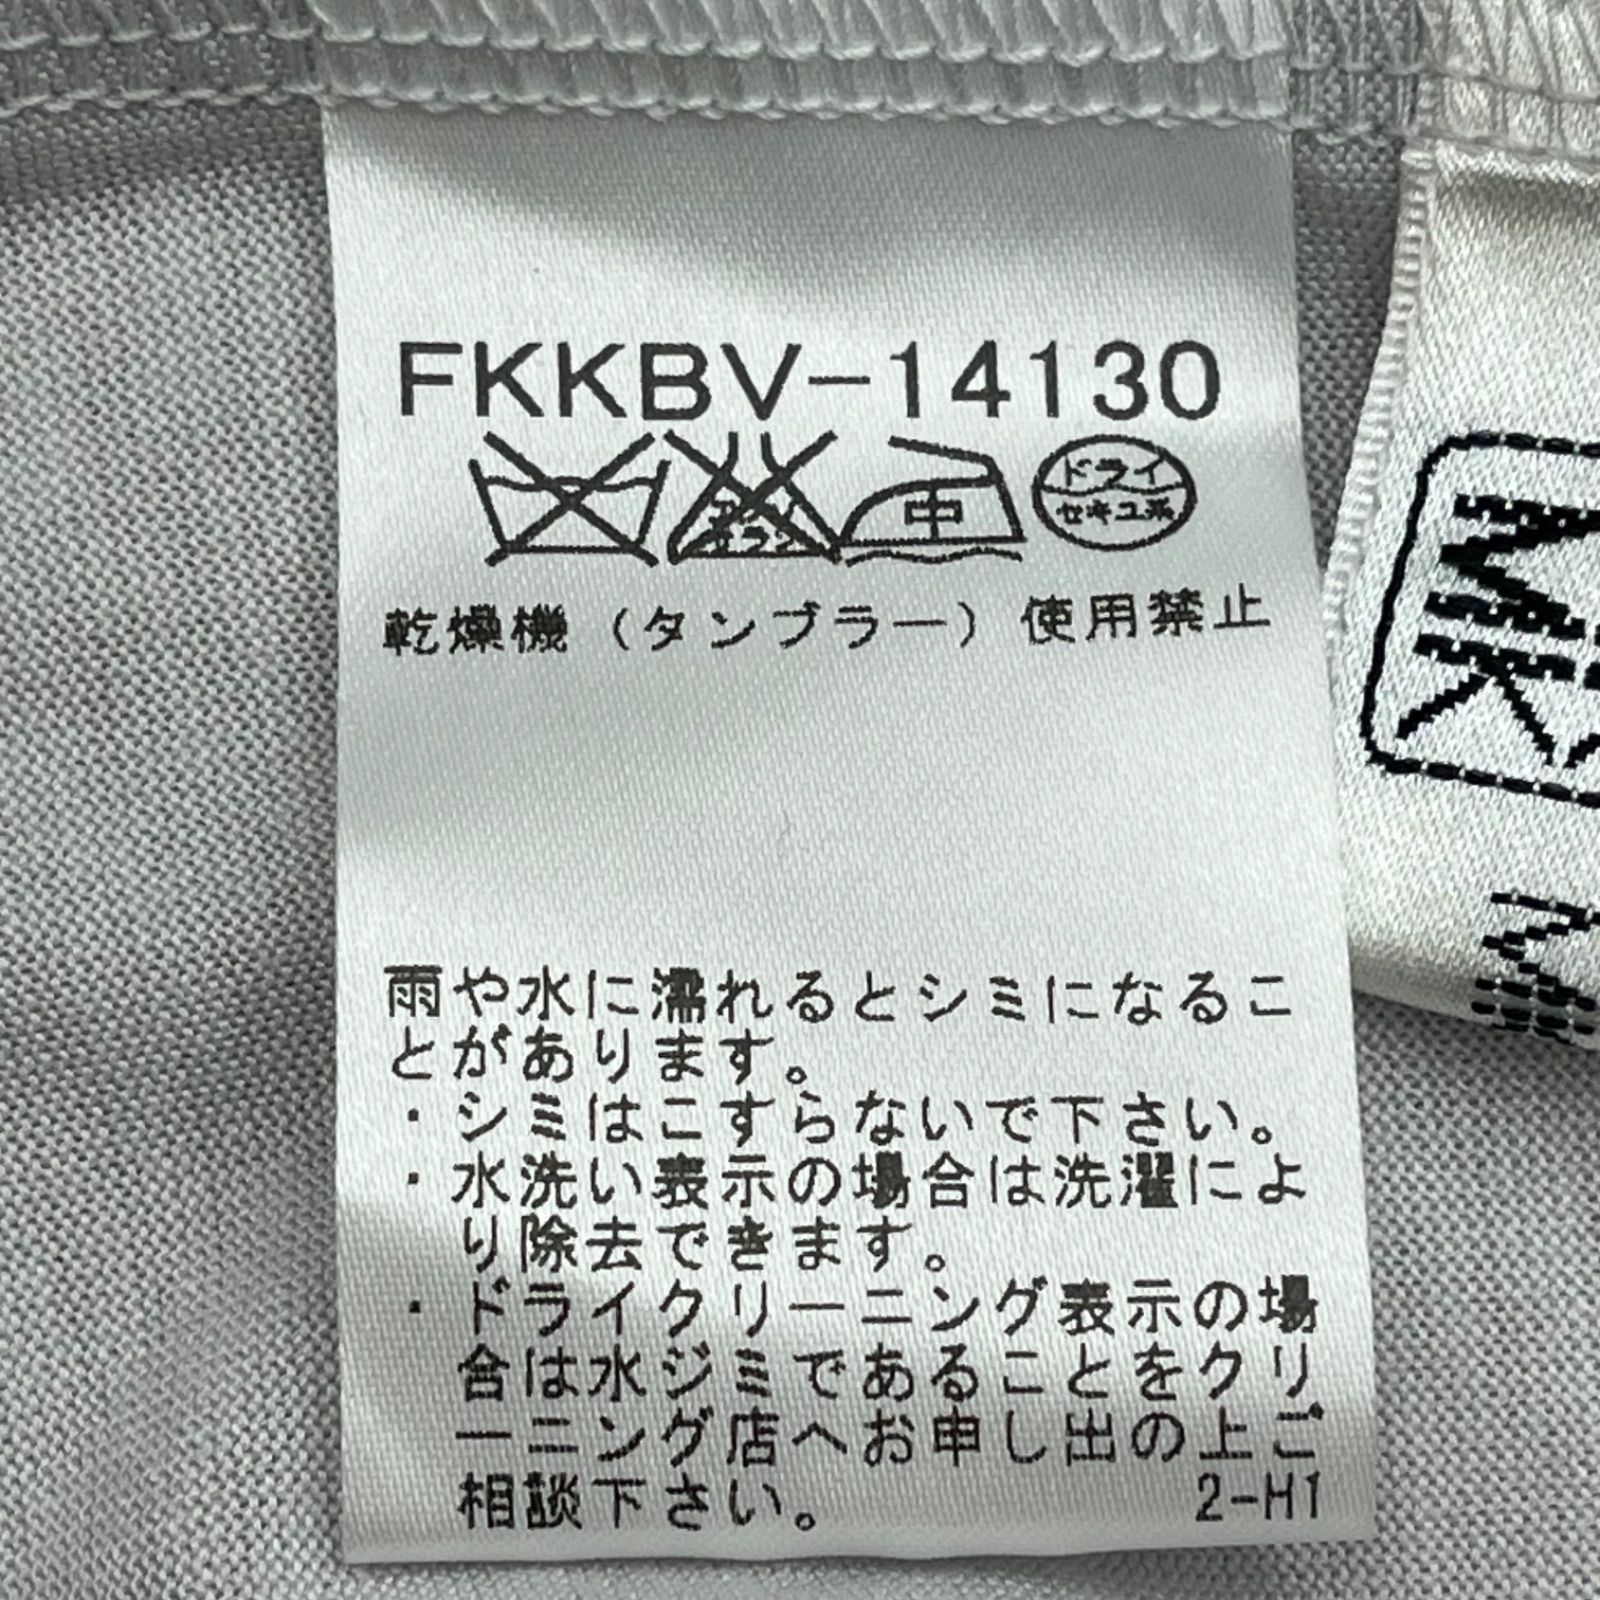 FKKBV-14130
中
ドライ
セキユ系
乾燥機（タンブラー）使用禁止
雨や水に濡れるとシミになるこ
とがあります。
・シミはこすらないで下さい。
・水洗い表示の場合は洗濯によ
り除去できます。
・ドライクリーニング表示の場
合は水ジミであることをクリ
ーニング店へお申し出の上ご
相談下さい。 2-H1
MK